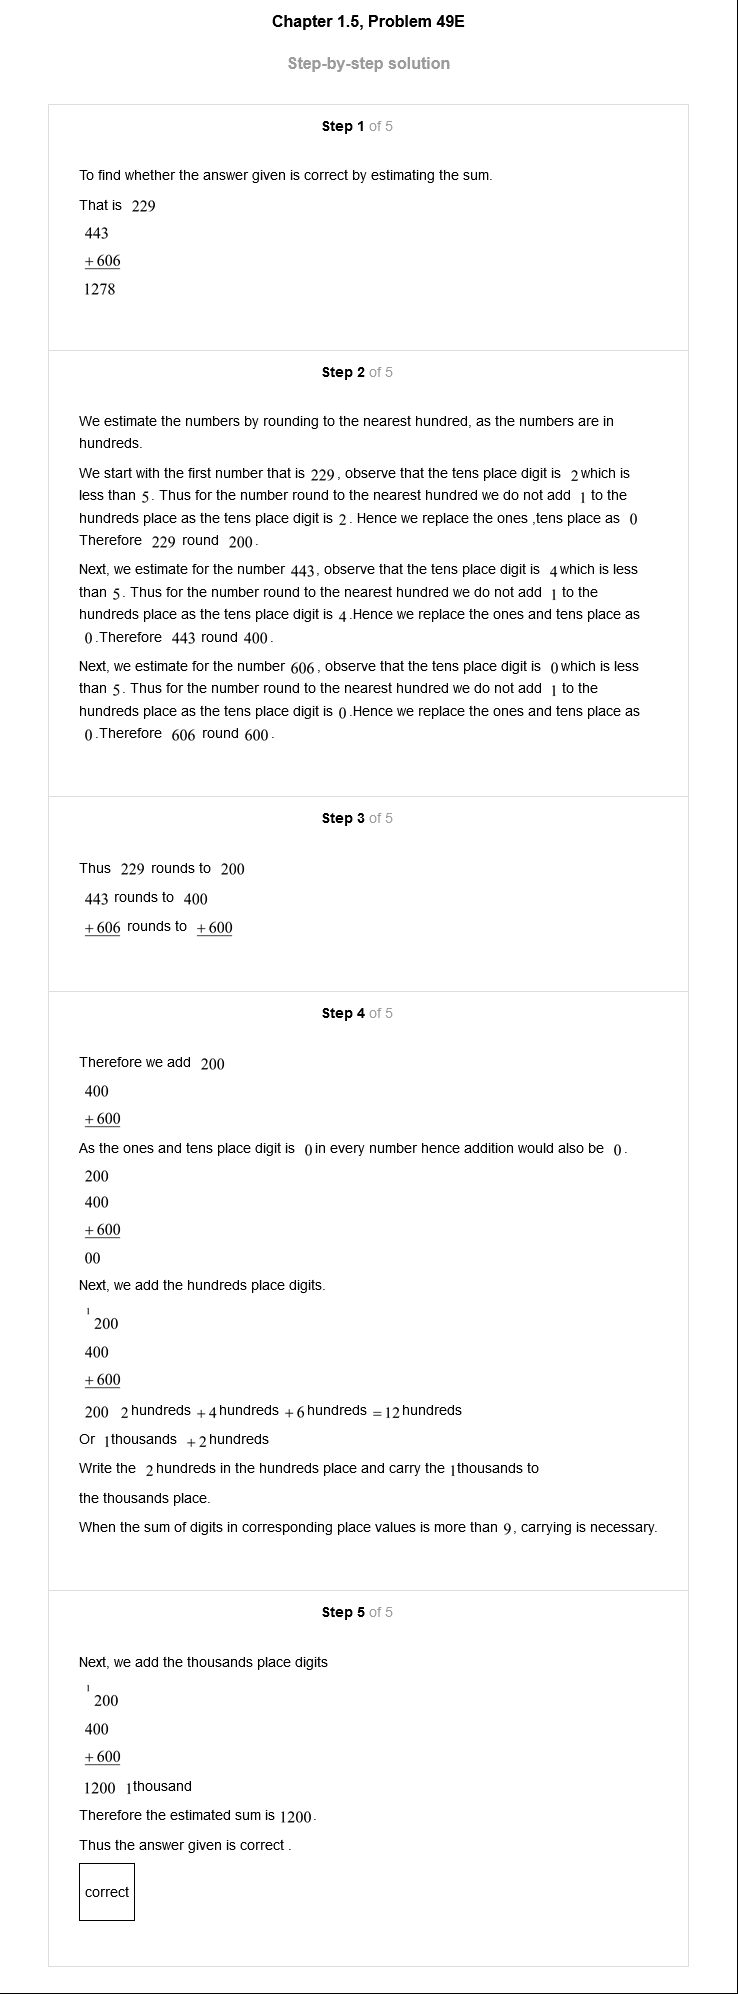 Chapter 1.5, Problem 49E
Step-by-step solution
Step 1 of 5
To find whether the answer given is correct by estimating the sum.
That is 229
443
+ 606
1278
Step 2 of 5
We estimate the numbers by rounding to the nearest hundred, as the numbers are in
hundreds.
We start with the first number that is 229, observe that the tens place digit is 2 which is
less than 5. Thus for the number round to the nearest hundred we do not add 1 to the
hundreds place as the tens place digit is 2. Hence we replace the ones ,tens place as 0
Therefore 229 round 200.
Next, we estimate for the number 443, observe that the tens place digit is 4 which is less
than 5. Thus for the number round to the nearest hundred we do not add 1 to the
hundreds place as the tens place digit is 4.Hence we replace the ones and tens place as
0.Therefore 443 round 400.
Next, we estimate for the number 606, observe that the tens place digit is 0 which is less
than 5. Thus for the number round to the nearest hundred we do not add 1 to the
hundreds place as the tens place digit is 0.Hence we replace the ones and tens place as
0.Therefore 606 round 600.
Step 3 of 5
Thus 229 rounds to 200
443 rounds to 400
+ 606 rounds to + 600
Step 4 of 5
Therefore we add 200
400
+ 600
As the ones and tens place digit is 0 in every number hence addition would also be 0.
200
400
+ 600
00
Next, we add the hundreds place digits.
1
200
400
+ 600
200 2 hundreds + 4 hundreds + 6 hundreds = 12 hundreds
Or 1 thousands + 2 hundreds
Write the 2 hundreds in the hundreds place and carry the 1 thousands to
the thousands place.
When the sum of digits in corresponding place values is more than 9, carrying is necessary.
Step 5 of 5
Next, we add the thousands place digits
1
200
400
+ 600
1200 1 thousand
Therefore the estimated sum is 1200.
Thus the answer given is correct .
correct